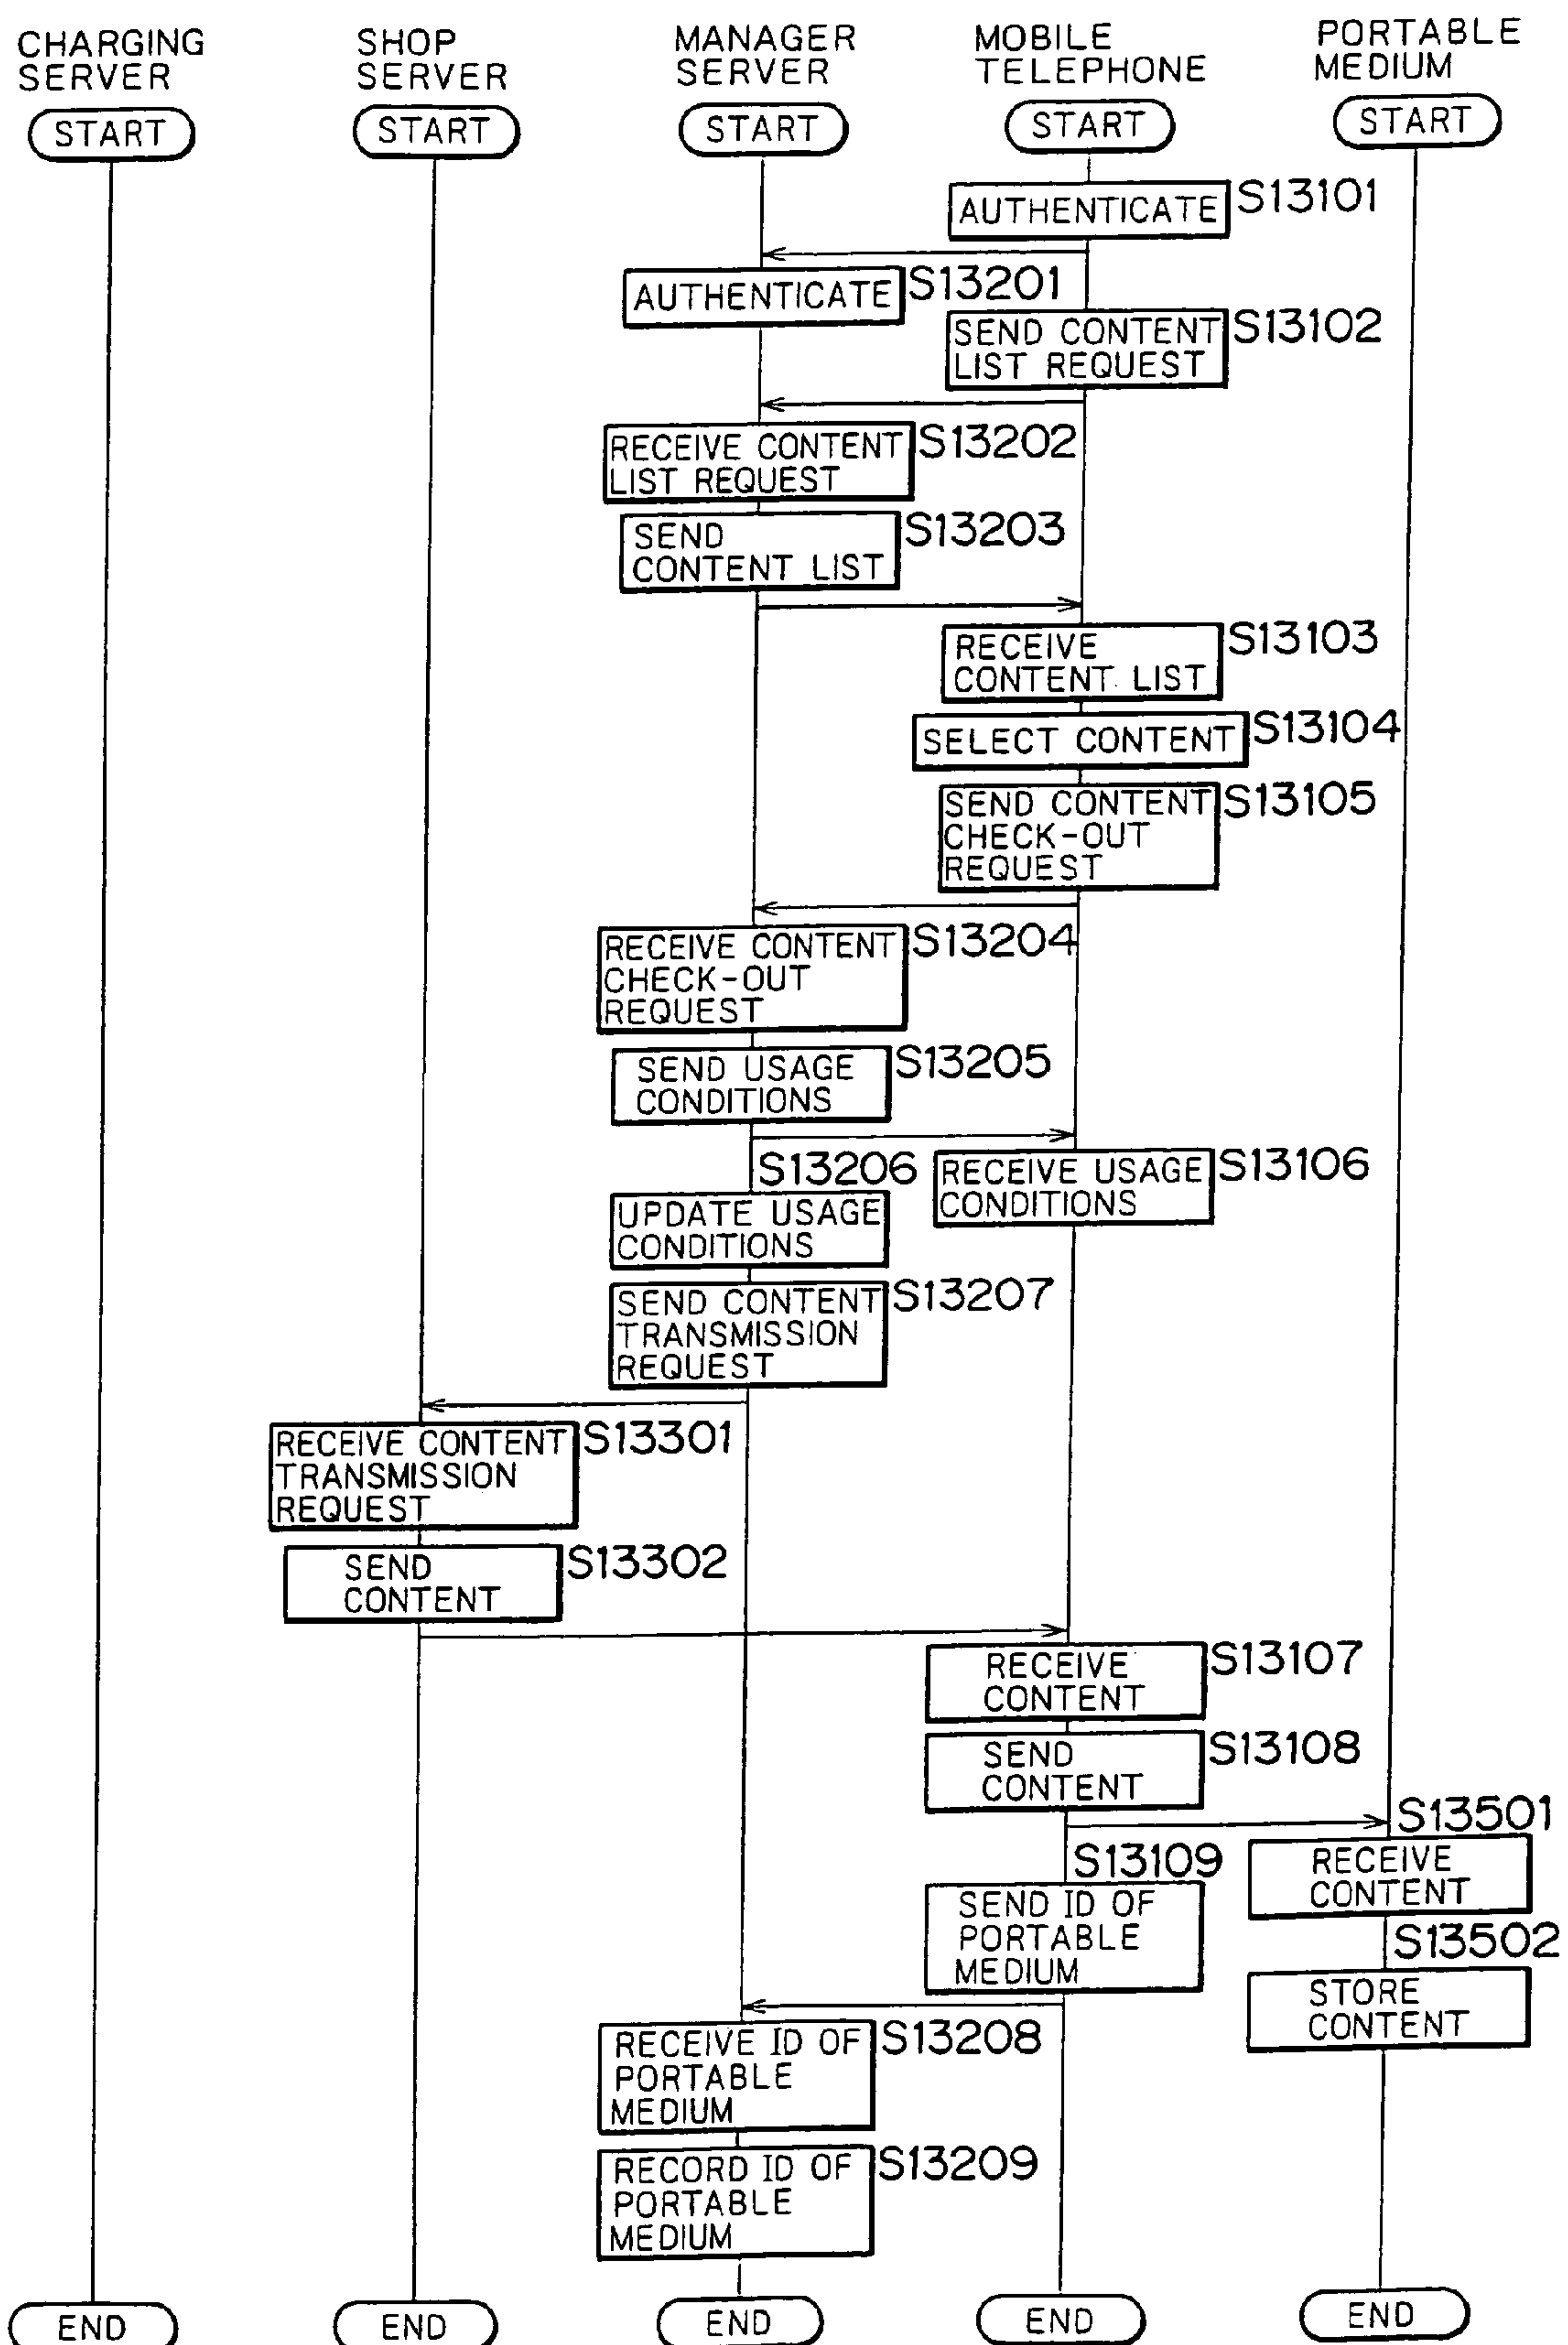 CHARGING
SERVER
SHOP
SERVER
MANAGER
SERVER
MOBILE
TELEPHONE
PORTABLE
MEDIUM
START
START
START
START
START
AUTHENTICATE
S13101
AUTHENTICATE
S13201
SEND CONTENT
LIST REQUEST
S13102
RECEIVE CONTENT
LIST REQUEST
S13202
SEND
CONTENT LIST
S13203
RECEIVE
CONTENT LIST
S13103
SELECT CONTENT
S13104
SEND CONTENT
CHECK-OUT
REQUEST
S13105
RECEIVE CONTENT
CHECK-OUT
REQUEST
S13204
SEND USAGE
CONDITIONS
S13205
S13206
UPDATE USAGE
CONDITIONS
RECEIVE USAGE
CONDITIONS
S13106
SEND CONTENT
TRANSMISSION
REQUEST
S13207
RECEIVE CONTENT
TRANSMISSION
REQUEST
S13301
SEND
CONTENT
S13302
RECEIVE
CONTENT
S13107
SEND
CONTENT
S13108
S13501
RECEIVE
CONTENT
S13109
SEND ID OF
PORTABLE
MEDIUM
S13502
STORE
CONTENT
RECEIVE ID OF
PORTABLE
MEDIUM
S13208
RECORD ID OF
PORTABLE
MEDIUM
S13209
END
END
END
END
END